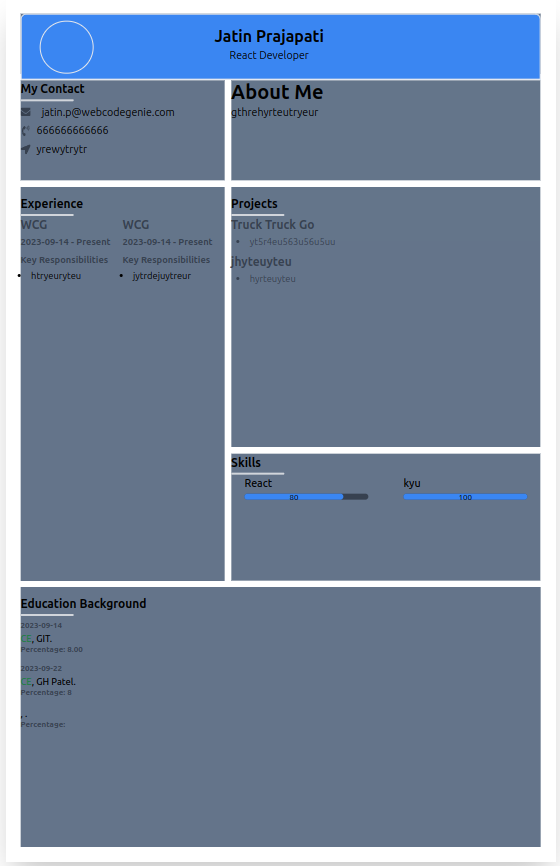 Jatin Prajapati
React Developer
My Contact
jatin.p@webcodegenie.com
666666666666
yrewytrytr
About Me
gthrehyrteutryeur
Experience
WCG
2023-09-14 - Present
Key Responsibilities
• htryeuryteu
WCG
2023-09-14 - Present
Key Responsibilities
• jytrdejuytreur
Projects
Truck Truck Go
• yt5r4eu563u56u5uu
jhyteuyteu
• hyrteuyteu
Skills
React
80
kyu
100
Education Background
2023-09-14
CE, GIT.
Percentage: 8.00
2023-09-22
CE, GH Patel.
Percentage: 8
, .
Percentage: